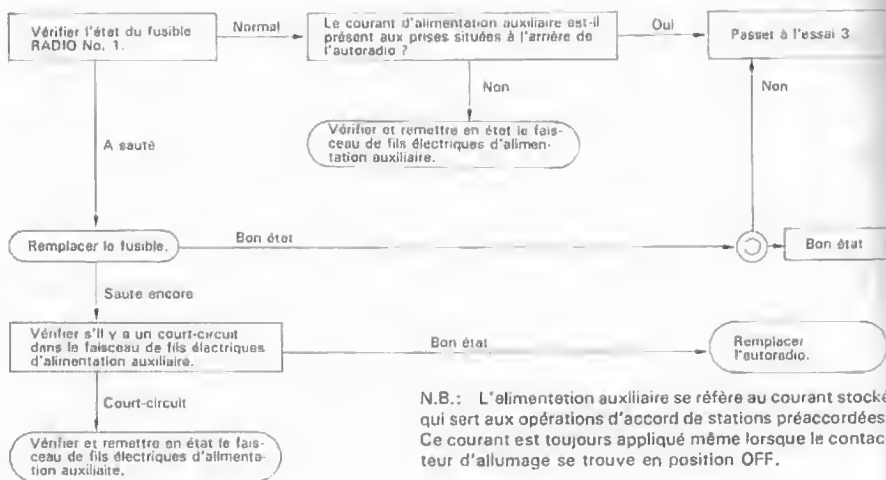 Vérifier l'état du fusible
RADIO No. 1.
Normal
Le courant d'alimentation auxiliaire est-il
présent aux prises situées à l'arrière de
l'autoradio ?
Oui
Passet à l'essai 3
Non
Non
Vérifier et remettre en état le fais-
ceau de fils électriques d'alimen-
tation auxiliaire.
A sauté
Remplacer le fusible.
Bon état
Bon état
Saute encore
Vérifier s'il y a un court-circuit
dans le faisceau de fils électriques
d'alimentation auxiliaire.
Bon état
Remplacer
l'autoradio.
Court-circuit
Vérifier et remettre en état le fais-
ceau de fils électriques d'alimenta-
tion auxiliaire.
N.B.: L'alimentation auxiliaire se réfère au courant stocké
qui sert aux opérations d'accord de stations préaccordées
Ce courant est toujours appliqué même lorsque le contac
teur d'allumage se trouve en position OFF.